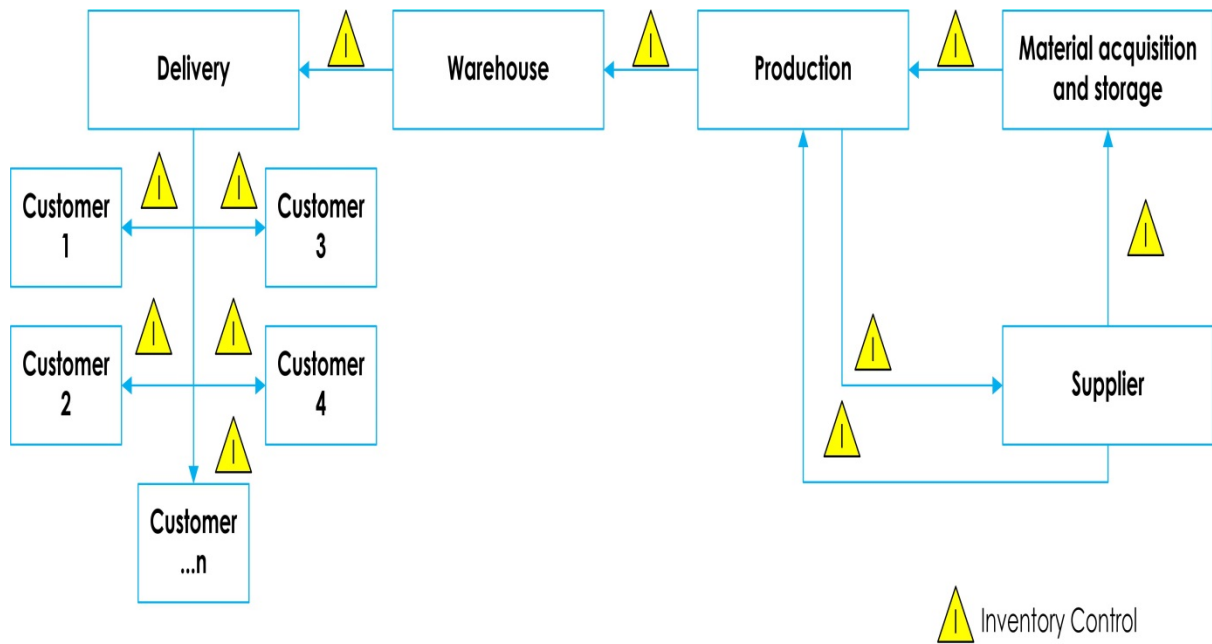 Delivery
Warehouse
Production
Material acquisition
and storage
I
I
I
I
I
Customer
1
Customer
3
I
I
I
Customer
2
Customer
4
I
Supplier
I
I
Customer
...n
I
Inventory Control